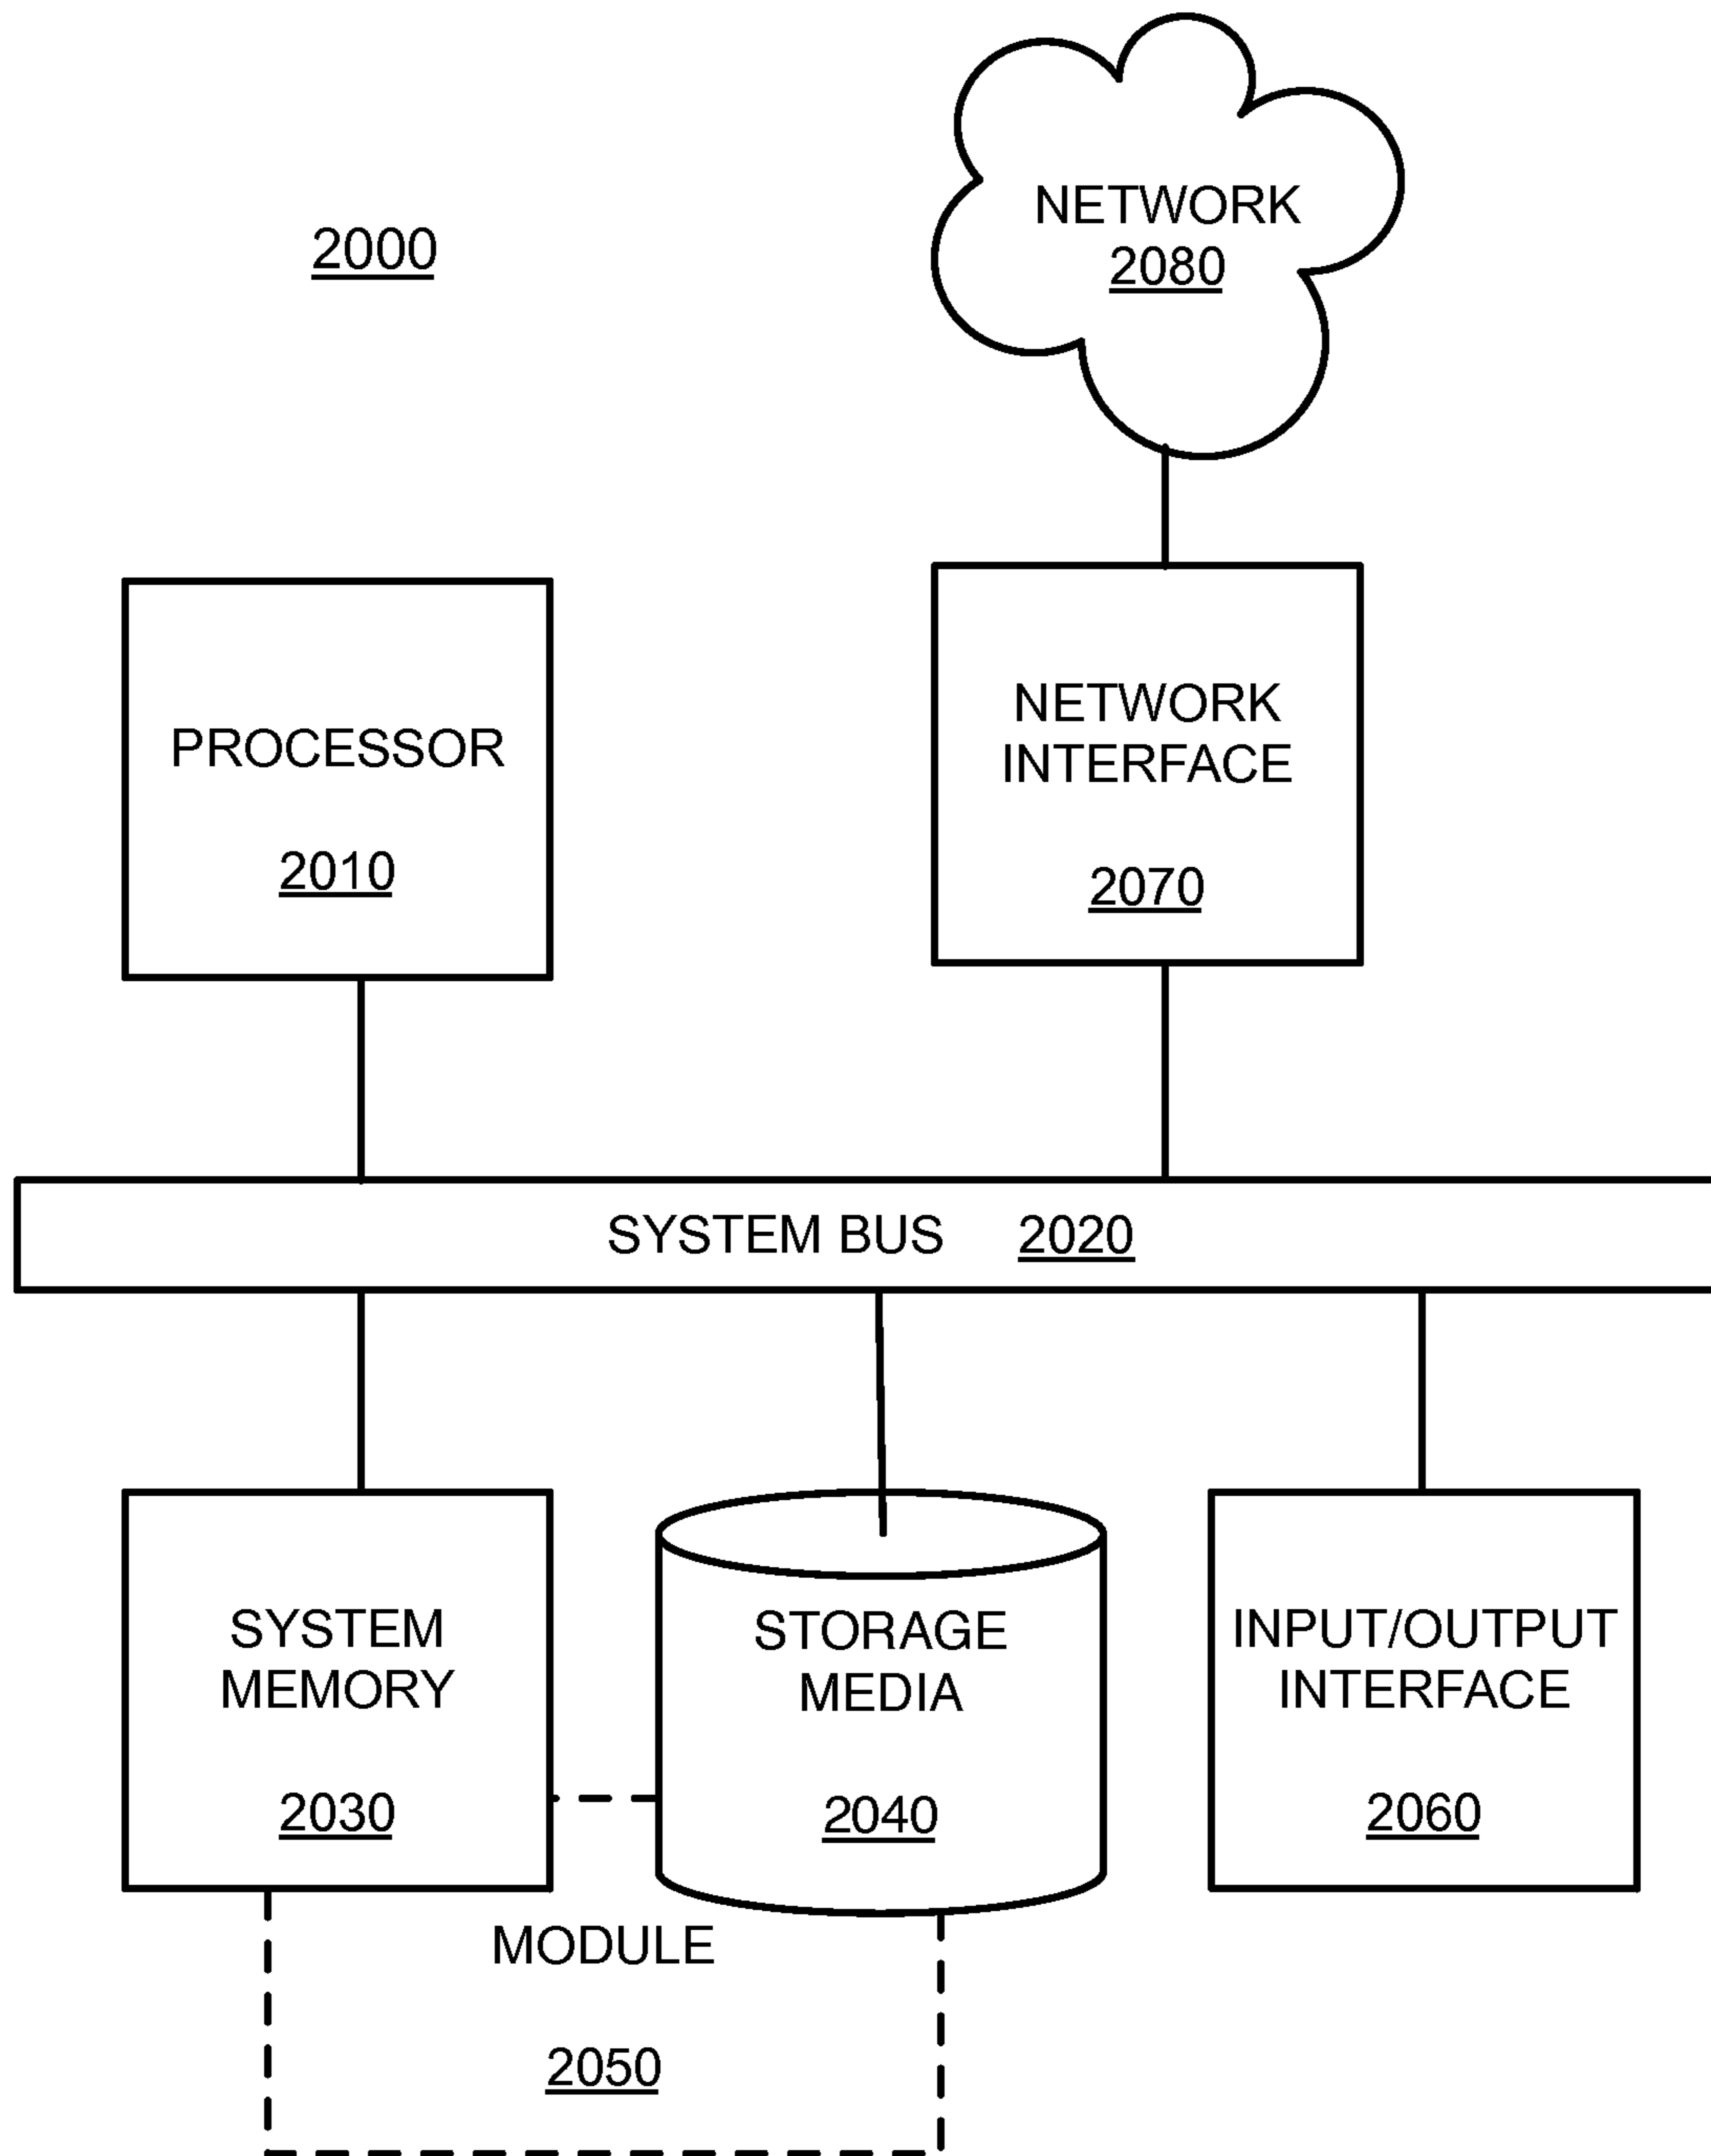 NETWORK
2080
2000
PROCESSOR
2010
NETWORK
INTERFACE
2070
SYSTEM BUS 2020
SYSTEM
MEMORY
2030
STORAGE
MEDIA
2040
INPUT/OUTPUT
INTERFACE
2060
MODULE
2050